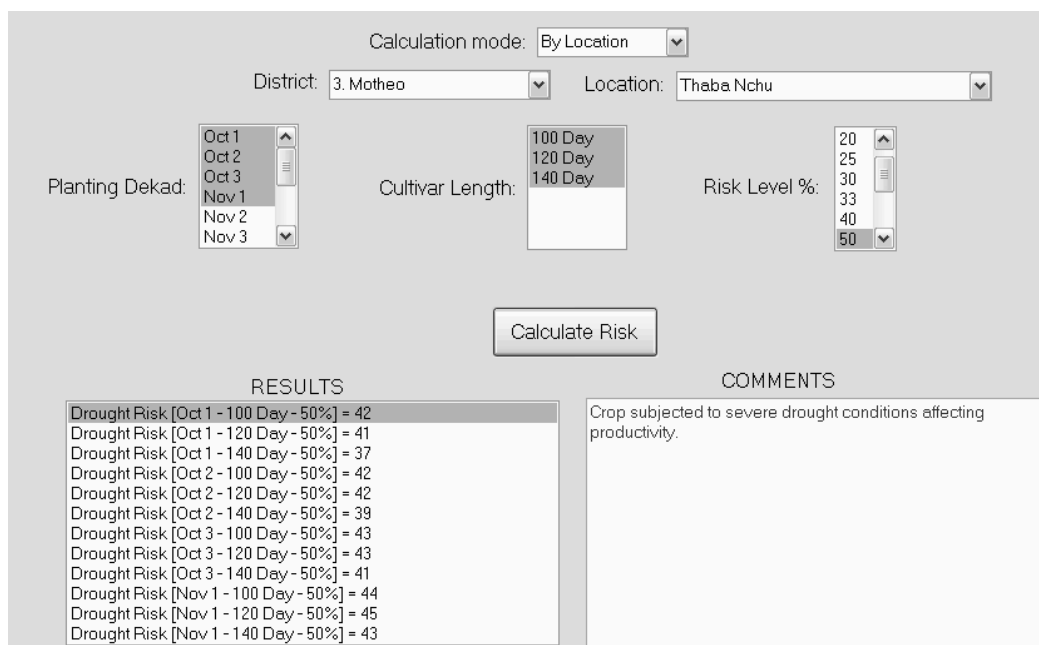 Calculation mode: By Location
District: 3. Motheo Location: Thaba Nchu
Planting Dekad:
Oct 1
Oct 2
Oct 3
Nov 1
Nov 2
Nov 3
Cultivar Length:
100 Day
120 Day
140 Day
Risk Level %:
20
25
30
33
40
50
Calculate Risk
RESULTS
Drought Risk [Oct 1 - 100 Day - 50%] = 42
Drought Risk [Oct 1 - 120 Day - 50%] = 41
Drought Risk [Oct 1 - 140 Day - 50%] = 37
Drought Risk [Oct 2 - 100 Day - 50%] = 42
Drought Risk [Oct 2 - 120 Day - 50%] = 42
Drought Risk [Oct 2 - 140 Day - 50%] = 39
Drought Risk [Oct 3 - 100 Day - 50%] = 43
Drought Risk [Oct 3 - 120 Day - 50%] = 43
Drought Risk [Oct 3 - 140 Day - 50%] = 41
Drought Risk [Nov 1 - 100 Day - 50%] = 44
Drought Risk [Nov 1 - 120 Day - 50%] = 45
Drought Risk [Nov 1 - 140 Day - 50%] = 43
COMMENTS
Crop subjected to severe drought conditions affecting
productivity.